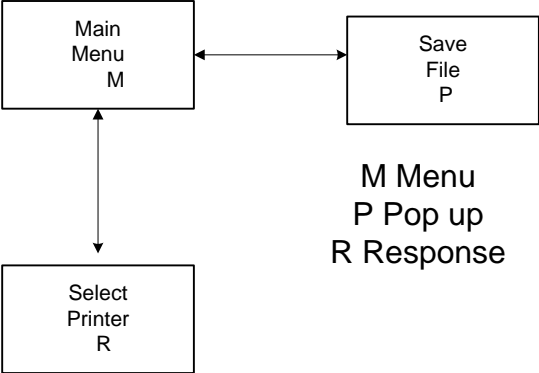 Main
Menu
M
Save
File
P
M Menu
P Pop up
R Response
Select
Printer
R